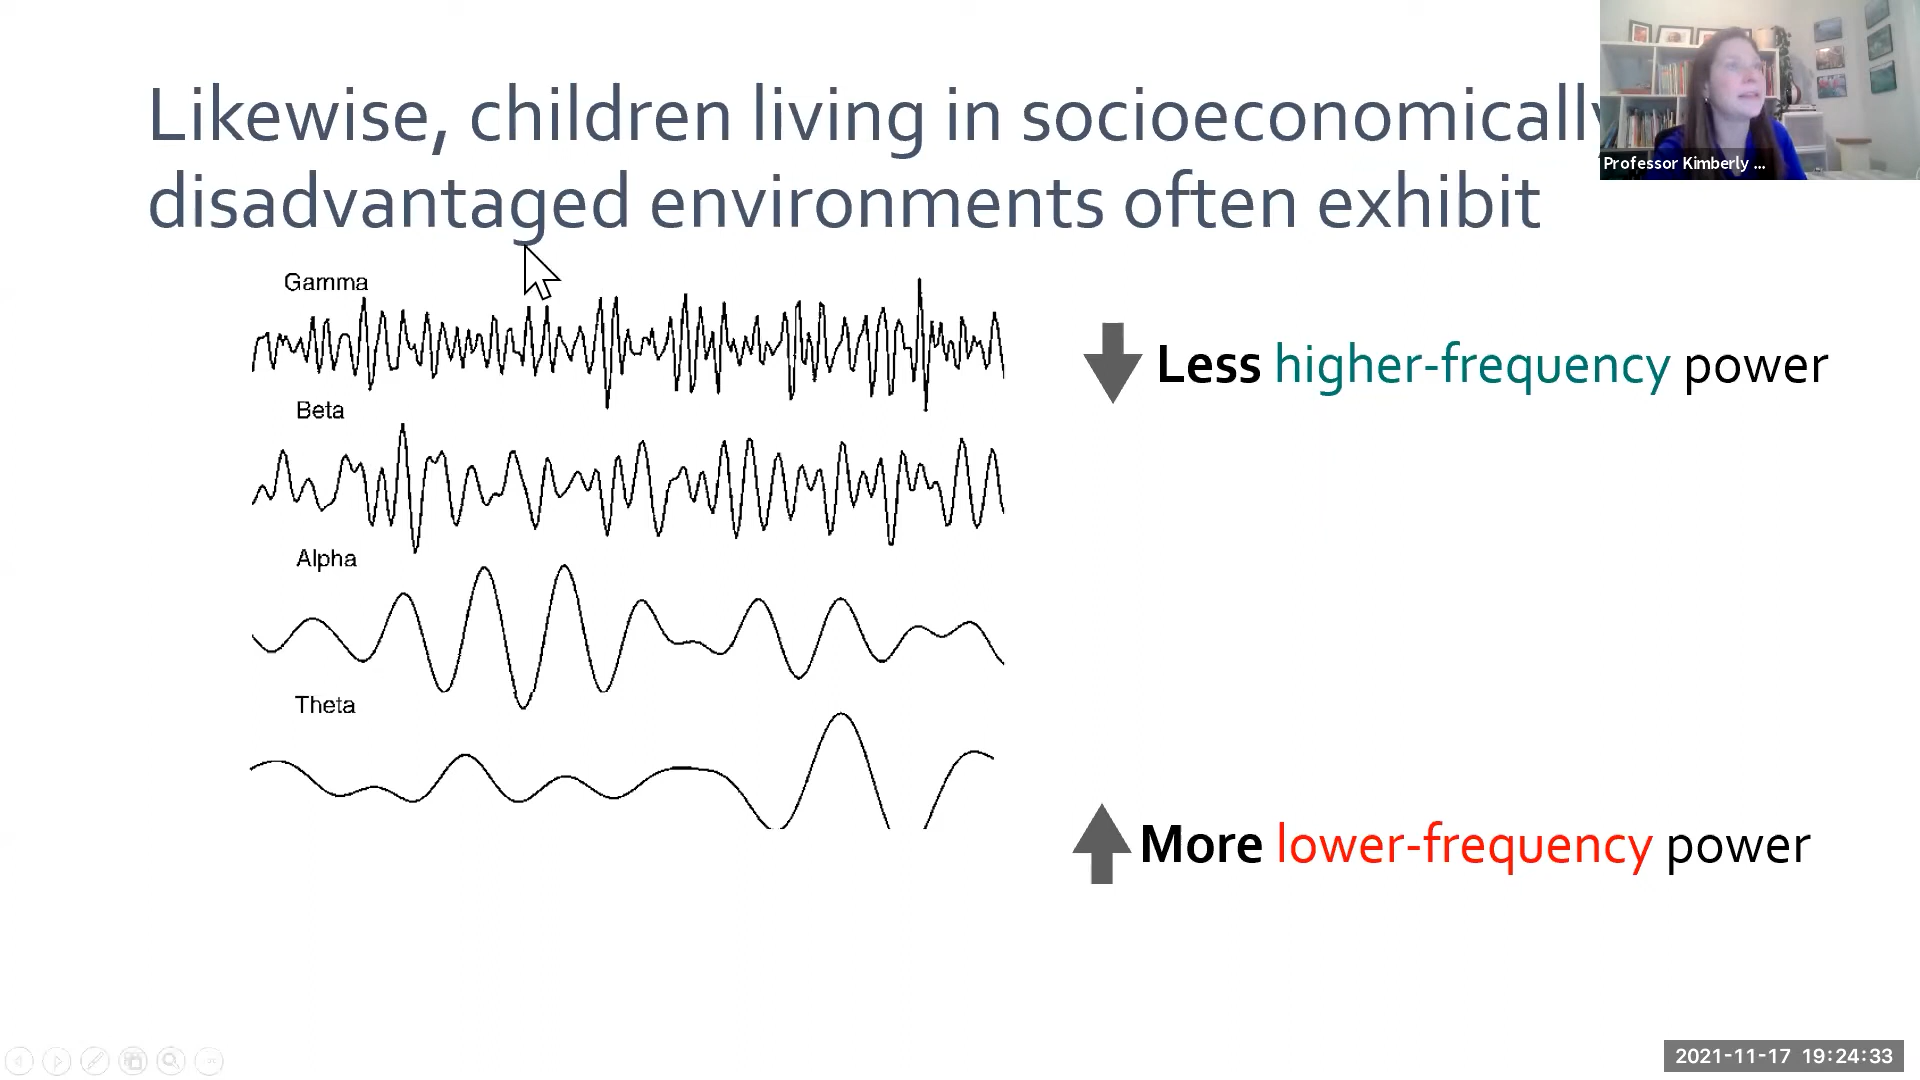 Likewise, children living in socioeconomically
disadvantaged environments often exhibit
Professor Kimberly ...
Gamma
Less higher-frequency power
Beta
Alpha
Theta
More lower-frequency power
2021-11-17 19:24:33